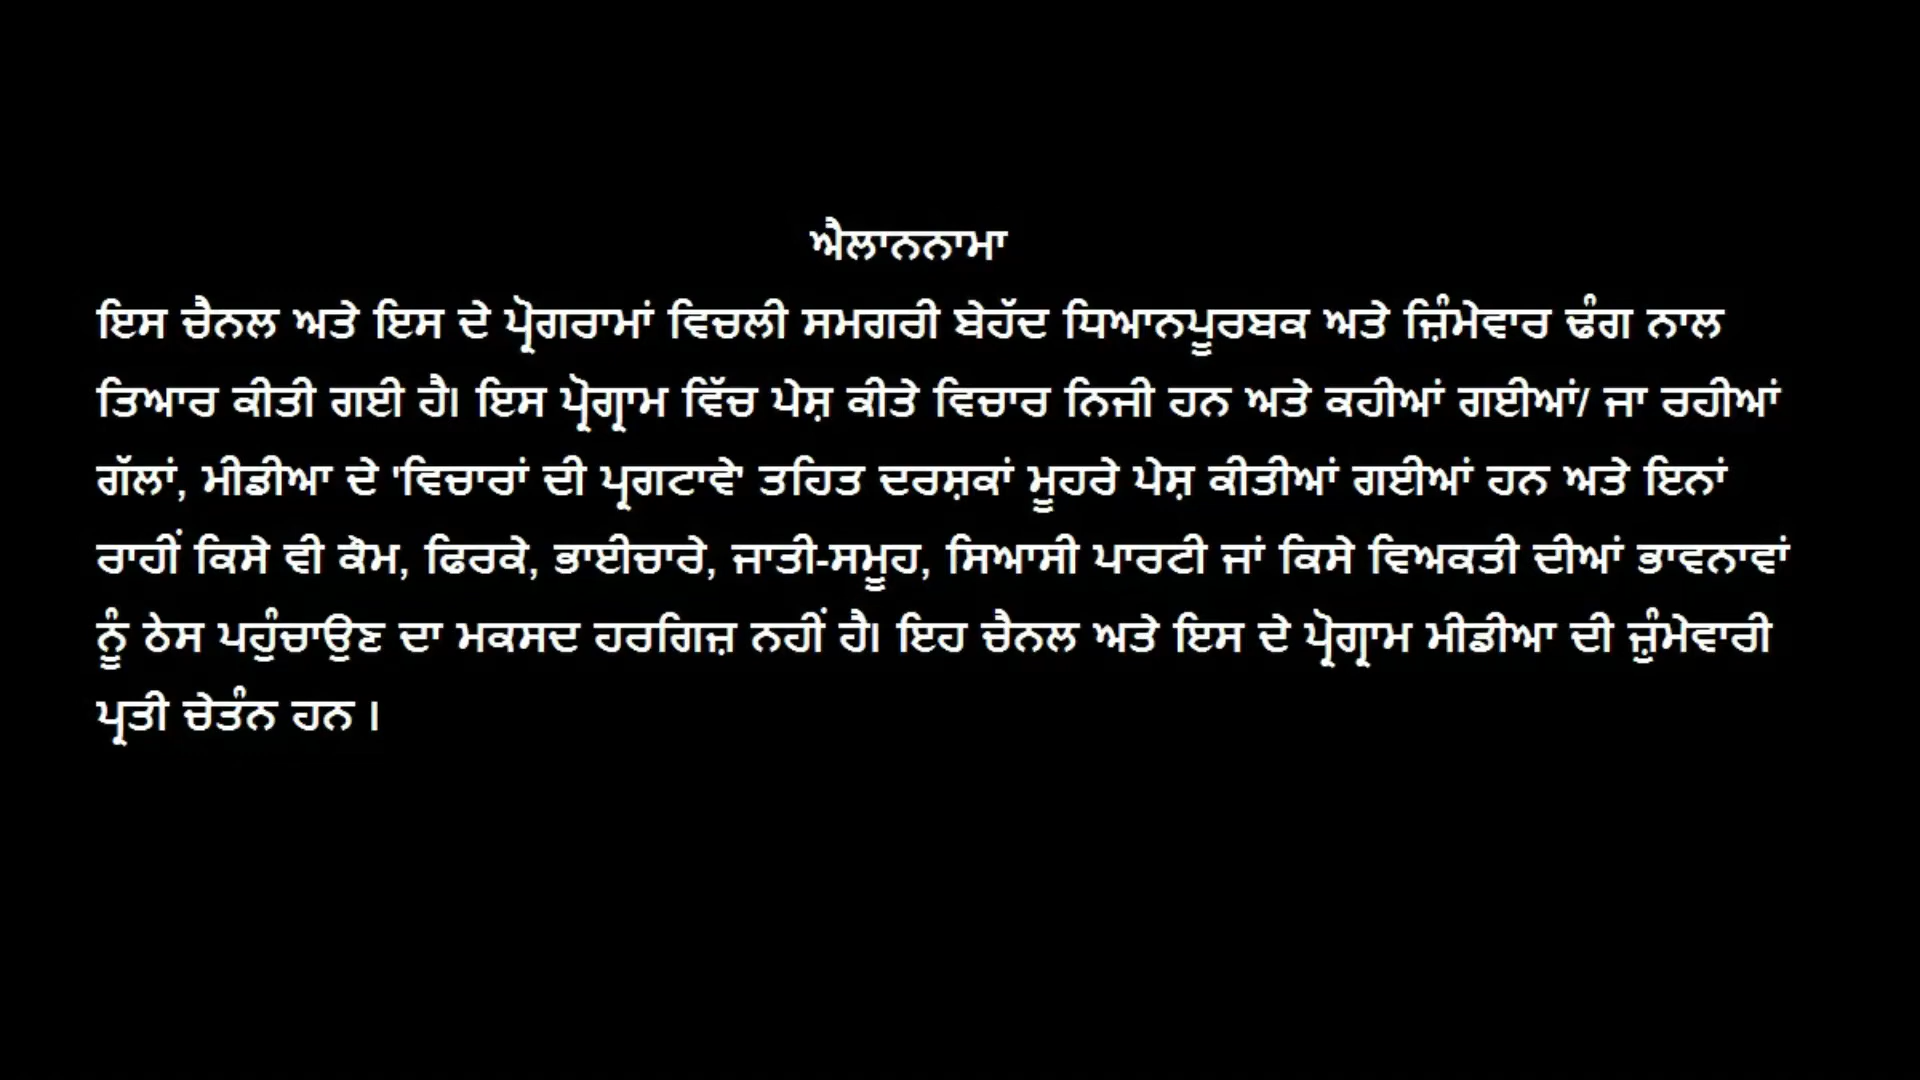 ਐਲਾਨਨਾਮਾ
ਇਸ ਚੈਨਲ ਅਤੇ ਇਸ ਦੇ ਪ੍ਰੋਗਰਾਮਾਂ ਵਿਚਲੀ ਸਮਗਰੀ ਬੇਹੱਦ ਧਿਆਨਪੂਰਬਕ ਅਤੇ ਜ਼ਿੰਮੇਵਾਰ ਢੰਗ ਨਾਲ
ਤਿਆਰ ਕੀਤੀ ਗਈ ਹੈ। ਇਸ ਪ੍ਰੋਗ੍ਰਾਮ ਵਿੱਚ ਪੇਸ਼ ਕੀਤੇ ਵਿਚਾਰ ਨਿਜੀ ਹਨ ਅਤੇ ਕਹੀਆਂ ਗਈਆਂ/ ਜਾ ਰਹੀਆਂ
ਗੱਲਾਂ, ਮੀਡੀਆ ਦੇ 'ਵਿਚਾਰਾਂ ਦੀ ਪ੍ਰਗਟਾਵੇ' ਤਹਿਤ ਦਰਸ਼ਕਾਂ ਮੂਹਰੇ ਪੇਸ਼ ਕੀਤੀਆਂ ਗਈਆਂ ਹਨ ਅਤੇ ਇਨਾਂ
ਰਾਹੀਂ ਕਿਸੇ ਵੀ ਕੌਮ, ਫਿਰਕੇ, ਭਾਈਚਾਰੇ, ਜਾਤੀ-ਸਮੂਹ, ਸਿਆਸੀ ਪਾਰਟੀ ਜਾਂ ਕਿਸੇ ਵਿਅਕਤੀ ਦੀਆਂ ਭਾਵਨਾਵਾਂ
ਨੂੰ ਠੇਸ ਪਹੁੰਚਾਉਣ ਦਾ ਮਕਸਦ ਹਰਗਿਜ਼ ਨਹੀਂ ਹੈ। ਇਹ ਚੈਨਲ ਅਤੇ ਇਸ ਦੇ ਪ੍ਰੋਗ੍ਰਾਮ ਮੀਡੀਆ ਦੀ ਜ਼ੁੰਮੇਵਾਰੀ
ਪ੍ਰਤੀ ਚੇਤੰਨ ਹਨ ।